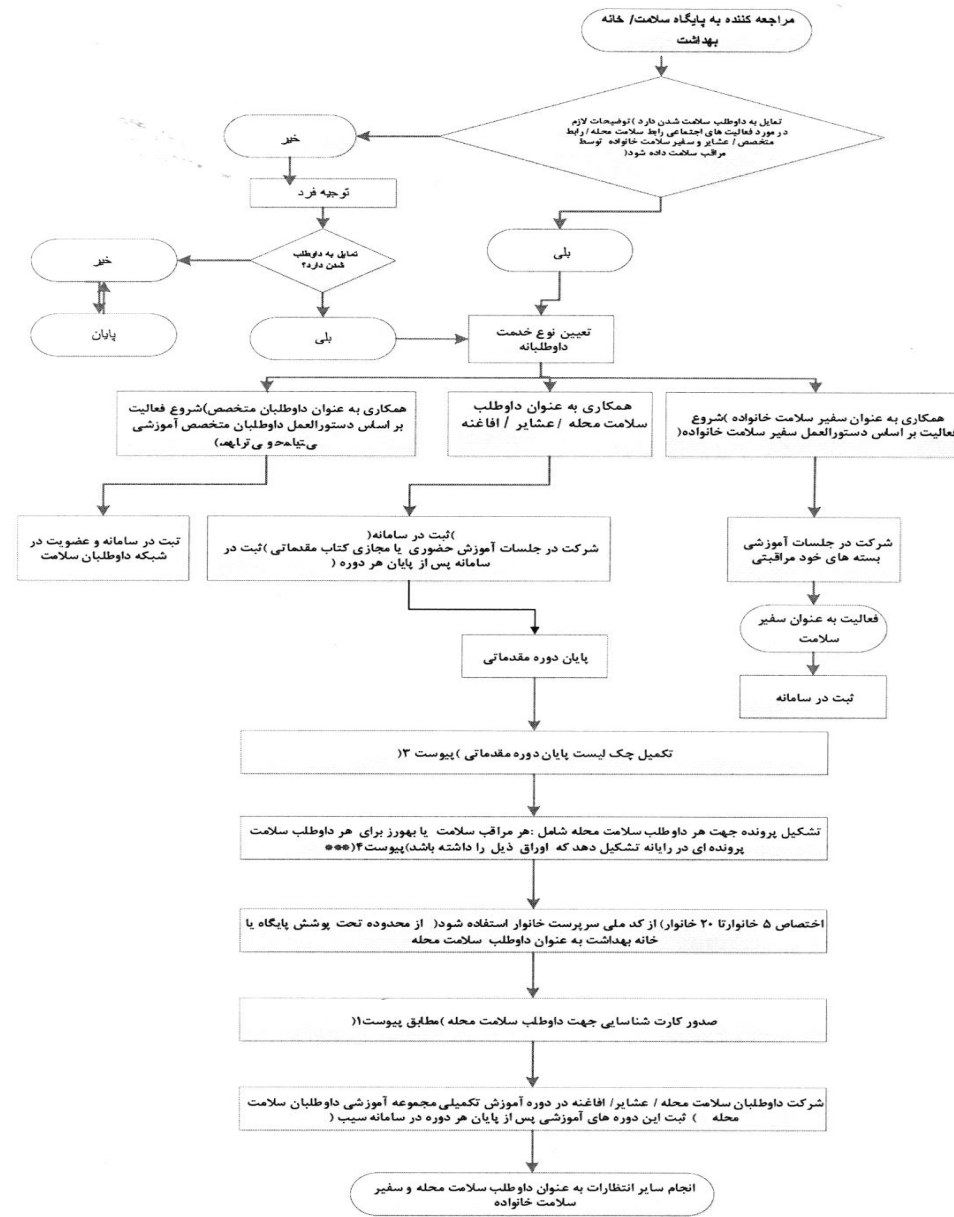 مراجعه کننده به پایگاه سلامت/ خانه
بهداشت
تمایل به داوطلب سلامت شدن دارد )توضیحات لازم
در مورد فعالیت های اجتماعی رابط سلامت محله / رابط
متخصص / عشایر و سفیر سلامت خانواده توسط
مراقب سلامت داده شود(
خیر
توجیه فرد
بلی
تمایل به داوطلب
شدن دارد؟
خیر
پایان
بلی
تعیین نوع خدمت
داوطلبانه
همکاری به عنوان سفیر سلامت خانواده )شروع
فعالیت بر اساس دستورالعمل سفیر سلامت خانواده(
همکاری به عنوان داوطلب
سلامت محله /عشایر / افاغنه
همکاری به عنوان داوطلبان متخصص)شروع فعالیت
بر اساس دستورالعمل داوطلبان متخصص آموزشی
شرکت در جلسات آموزشی
بسته های خود مراقبتی
)ثبت در سامانه(
شرکت در جلسات آموزش حضوری یا مجازی کتاب مقدماتی )ثبت در
سامانه پس از پایان هر دوره (
ثبت در سامانه و عضویت در
شبکه داوطلبان سلامت
فعالیت به عنوان سفیر
سلامت
ثبت در سامانه
پایان دوره مقدماتی
تکمیل چک لیست پایان دوره مقدماتی )پیوست ۳(
تشکیل پرونده جهت هر داوطلب سلامت محله شامل :هر مراقب سلامت یا بهورز برای هر داوطلب سلامت
پرونده ای در رایانه تشکیل دهد که اوراق ذیل را داشته باشد)پیوست۴(***
اختصاص ۵ خانوارتا ۲۰ خانوار) از کد ملی سرپرست خانوار استفاده شود( از محدوده تحت پوشش پایگاه یا
خانه بهداشت به عنوان داوطلب سلامت محله
صدور کارت شناسایی جهت داوطلب سلامت محله )مطابق پیوست۱(
شرکت داوطلبان سلامت محله / عشایر/ افاغنه در دوره آموزش تکمیلی مجموعه آموزشی داوطلبان سلامت
محله ) ثبت این دوره های آموزشی پس از پایان هر دوره در سامانه سیب (
انجام سایر انتظارات به عنوان داوطلب سلامت محله و سفیر
سلامت خانواده